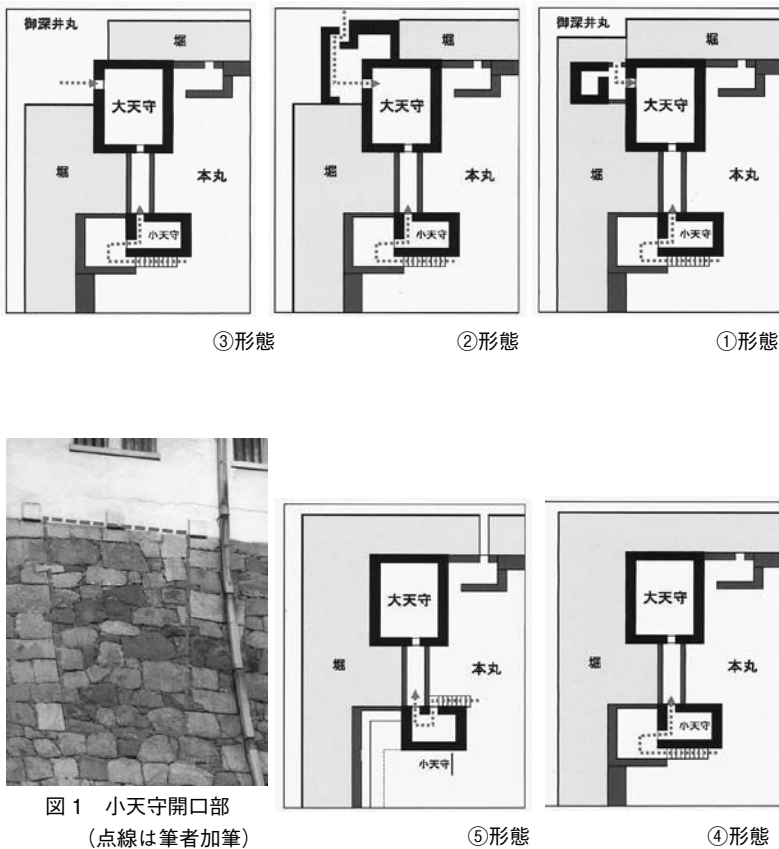 御深井丸
堀
大天守
堀
本丸
小天守
③形態
堀
大天守
堀
本丸
小天守
②形態
御深井丸
堀
大天守
堀
本丸
小天守
①形態
図1 小天守開口部
(点線は筆者加筆)
大天守
堀
本丸
小天守
⑤形態
大天守
堀
本丸
小天守
④形態